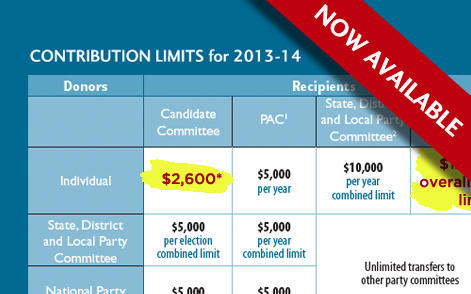 NOW AVAILABLE
CONTRIBUTION LIMITS for 2013-14
Donors
Recipients
Candidate
Committee
PAC¹
State,
and Local Party
Committee²
Individual
$2,600*
$5,000
per year
$10,000
per year
combined limit
State, District
and Local Party
Committee
$5,000
per election
combined limit
$5,000
per year
combined limit
Unlimited transfers to
other party committees
National Party
$5,000
$5,000